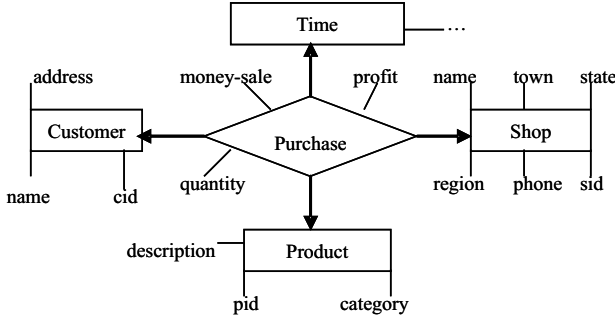 Time
...
address
money-sale
profit
name
town
state
Customer
Purchase
Shop
name
cid
quantity
region
phone
sid
description
Product
pid
category